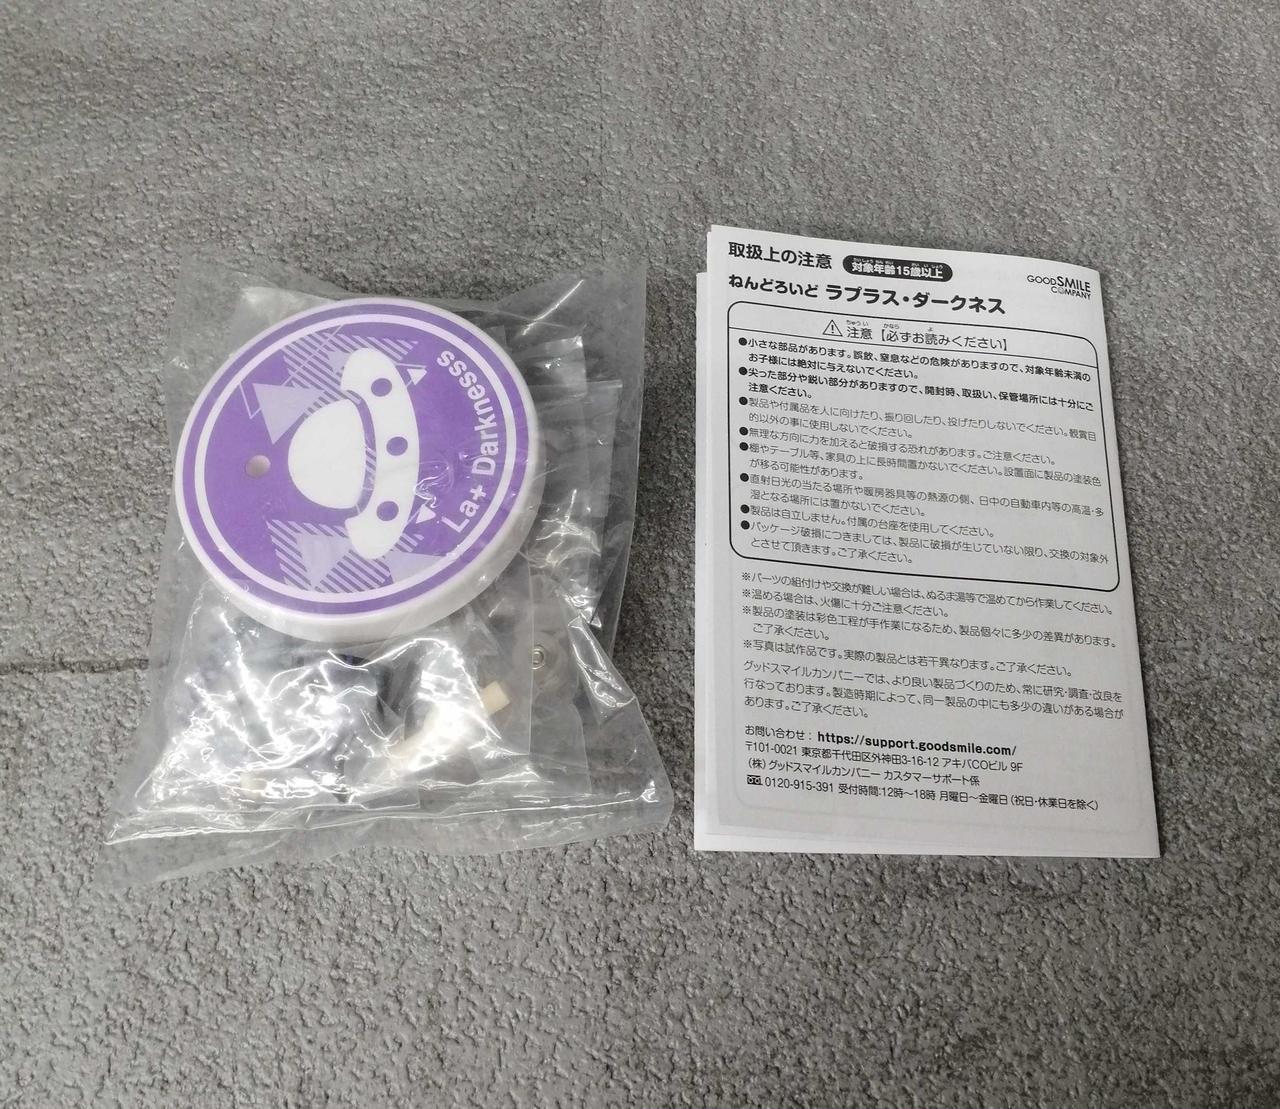 La+ Darknesss
取扱上の注意
たいしょうねんれい さい いじょう
対象年齢15歳以上
GOODSMILE
COMPANY
ねんどろいど ラプラス・ダークネス
ちゅうい かなら よ
注意【必ずお読みください】
●小さな部品があります。誤飲、窒息などの危険がありますので、対象年齢未満の
お子様には絶対に与えないでください。
●尖った部分や鋭い部分がありますので、開封時、取扱い、保管場所には十分にご
注意ください。
●製品や付属品を人に向けたり、振り回したり、投げたりしないでください。観賞目
的以外の事に使用しないでください。
●無理な方向に力を加えると破損する恐れがあります。ご注意ください。
●棚やテーブル等、家具の上に長時間置かないでください。設置面に製品の塗装色
が移る可能性があります。
●直射日光の当たる場所や暖房器具等の熱源の側、日中の自動車内等の高温・多
湿となる場所には置かないでください。
●製品は自立しません。付属の台座を使用してください。
●パッケージ破損につきましては、製品に破損が生じていない限り、交換の対象外
とさせて頂きます。ご了承ください。
※パーツの組付けや交換が難しい場合は、ぬるま湯等で温めてから作業してください。
※温める場合は、火傷に十分ご注意ください。
※製品の塗装は彩色工程が手作業になるため、製品個々に多少の差異があります。
ご了承ください。
※写真は試作品です。実際の製品とは若干異なります。ご了承ください。
グッドスマイルカンパニーでは、より良い製品づくりのため、常に研究・調査・改良を
行なっております。製造時期によって、同一製品の中にも多少の違いがある場合が
あります。ご了承ください。
お問い合わせ：https://support.goodsmile.com/
〒101-0021 東京都千代田区外神田3-16-12 アキバCOビル 9F
（株）グッドスマイルカンパニー カスタマーサポート係
0120-915-391 受付時間:12時～18時 月曜日～金曜日（祝日・休業日を除く）